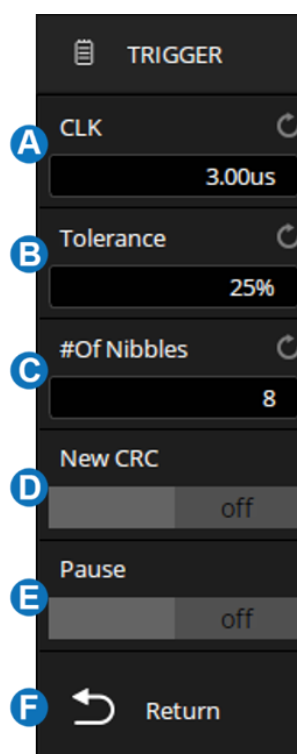 TRIGGER
A
CLK
3.00us
B
Tolerance
25%
C
#Of Nibbles
8
D
New CRC
off
E
Pause
off
F
Return